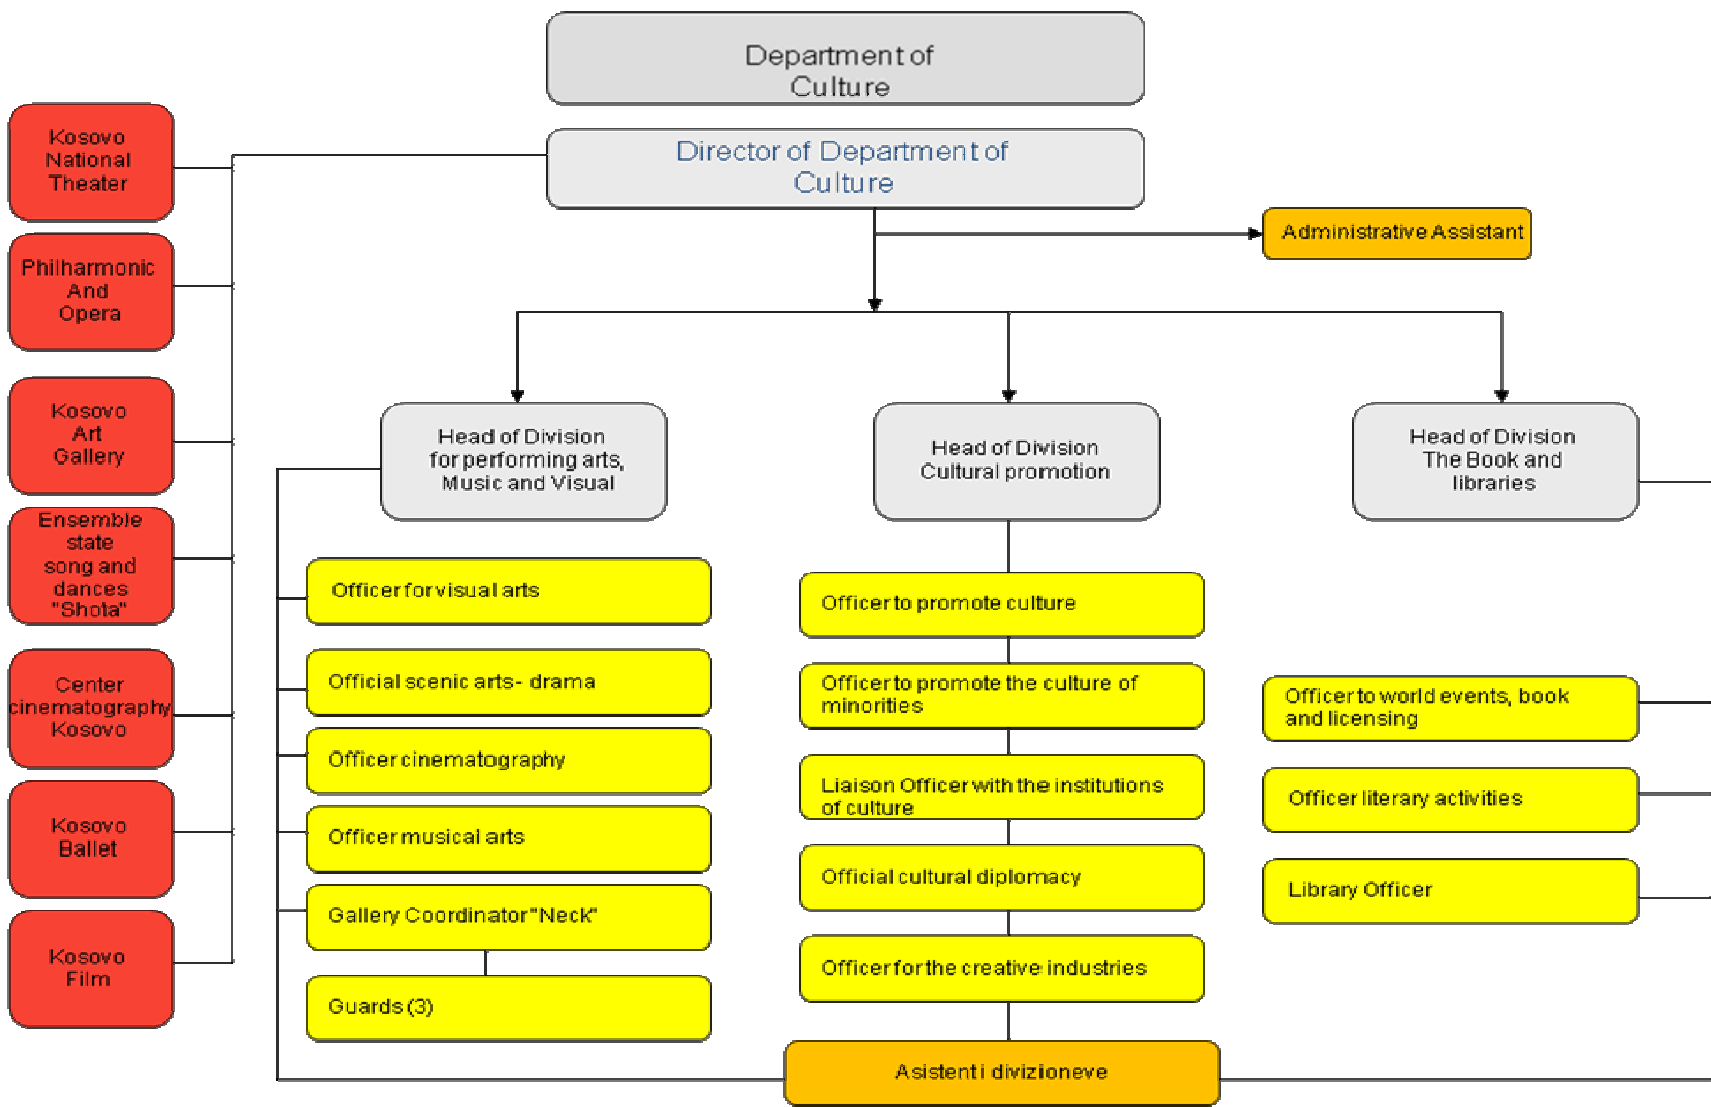 Department of
Culture
Director of Department of
Culture
Administrative Assistant
Kosovo
National
Theater
Philharmonic
And
Opera
Kosovo
Art
Gallery
Ensemble
state
song and
dances
"Shota"
Center
cinematography
Kosovo
Kosovo
Ballet
Kosovo
Film
Head of Division
for performing arts,
Music and Visual
Officer for visual arts
Official scenic arts- drama
Officer cinematography
Officer musical arts
Gallery Coordinator "Neck"
Guards (3)
Head of Division
Cultural promotion
Officer to promote culture
Officer to promote the culture of
minorities
Liaison Officer with the institutions
of culture
Official cultural diplomacy
Officer for the creative industries
Head of Division
The Book and
libraries
Officer to world events, book
and licensing
Officer literary activities
Library Officer
Asistenti divizioneve